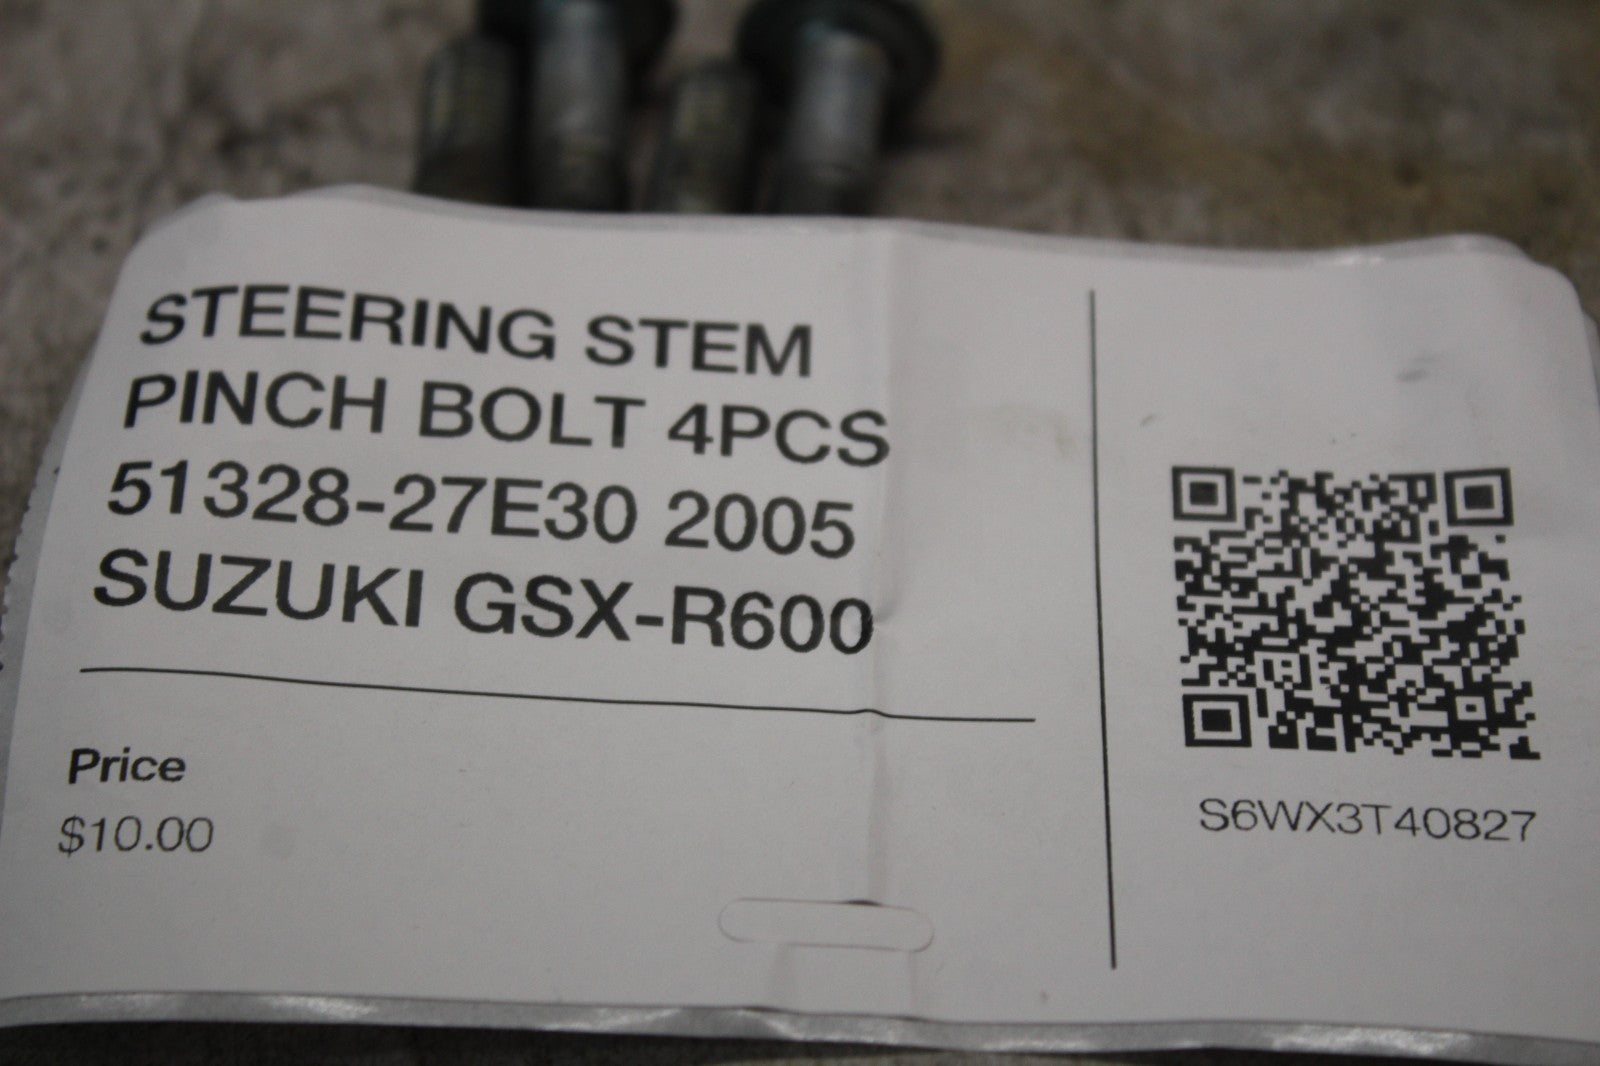 STEERING STEM
PINCH BOLT 4PCS
51328-27E30 2005
SUZUKI GSX-R600
Price
$10.00
S6WX3T40827